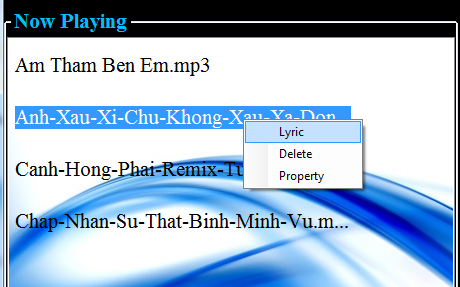 Now Playing
Am Tham Ben Em.mp3
Anh-Xau-Xi-Chu-Khong-Xau-Xa-Don...
Lyric
Delete
Canh-Hong-Phai-Remix-Tu
Property
Chap-Nhan-Su-That-Binh-Minh-Vu.m...